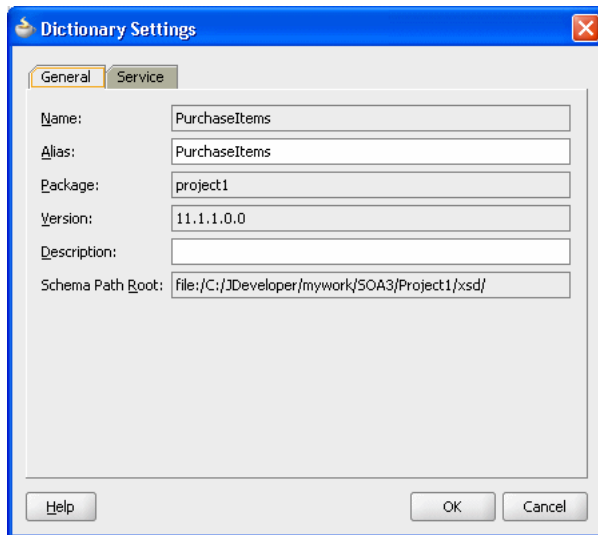 Dictionary Settings
General Service
Name: PurchaseItems
Alias: PurchaseItems
Package: project1
Version: 11.1.1.0.0
Description:
Schema Path Root: file:/C:/JDeveloper/mywork/SOA3/Project1/xsd/
Help OK Cancel